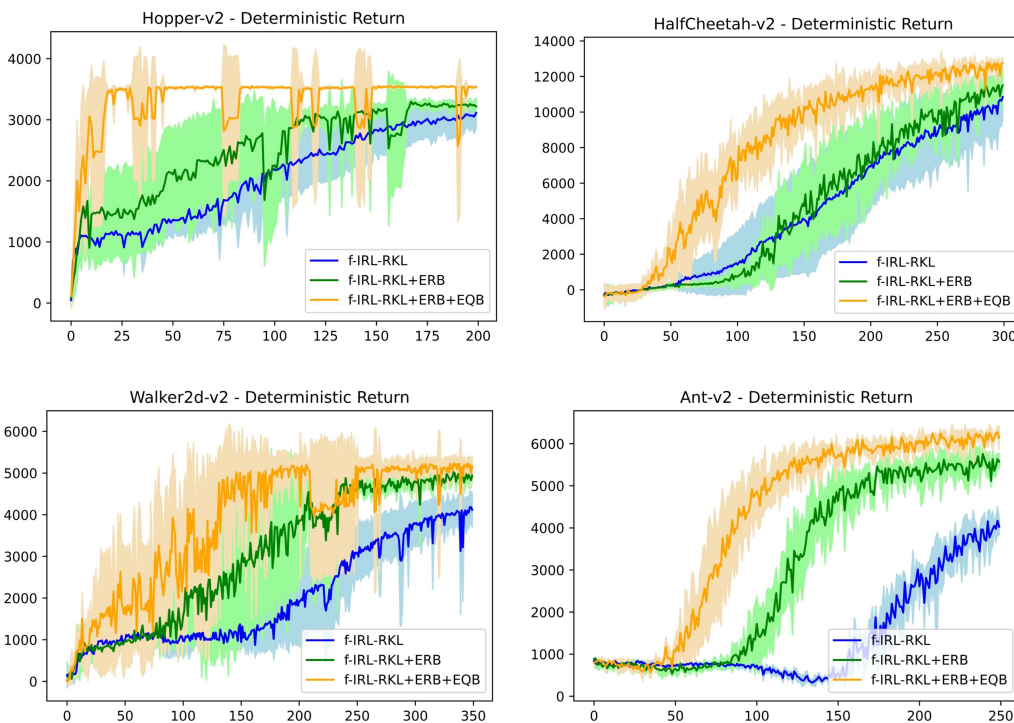 Hopper-v2 - Deterministic Return
4000
3000
2000
1000
0
0 25 50 75 100 125 150 175 200
f-IRL-RKL
f-IRL-RKL+ERB
f-IRL-RKL+ERB+EQB
HalfCheetah-v2 - Deterministic Return
14000
12000
10000
8000
6000
4000
2000
0
0 50 100 150 200 250 300
f-IRL-RKL
f-IRL-RKL+ERB
f-IRL-RKL+ERB+EQB
Walker2d-v2 - Deterministic Return
6000
5000
4000
3000
2000
1000
0
0 50 100 150 200 250 300 350
f-IRL-RKL
f-IRL-RKL+ERB
f-IRL-RKL+ERB+EQB
Ant-v2 - Deterministic Return
6000
5000
4000
3000
2000
1000
0
0 50 100 150 200 250
f-IRL-RKL
f-IRL-RKL+ERB
f-IRL-RKL+ERB+EQB